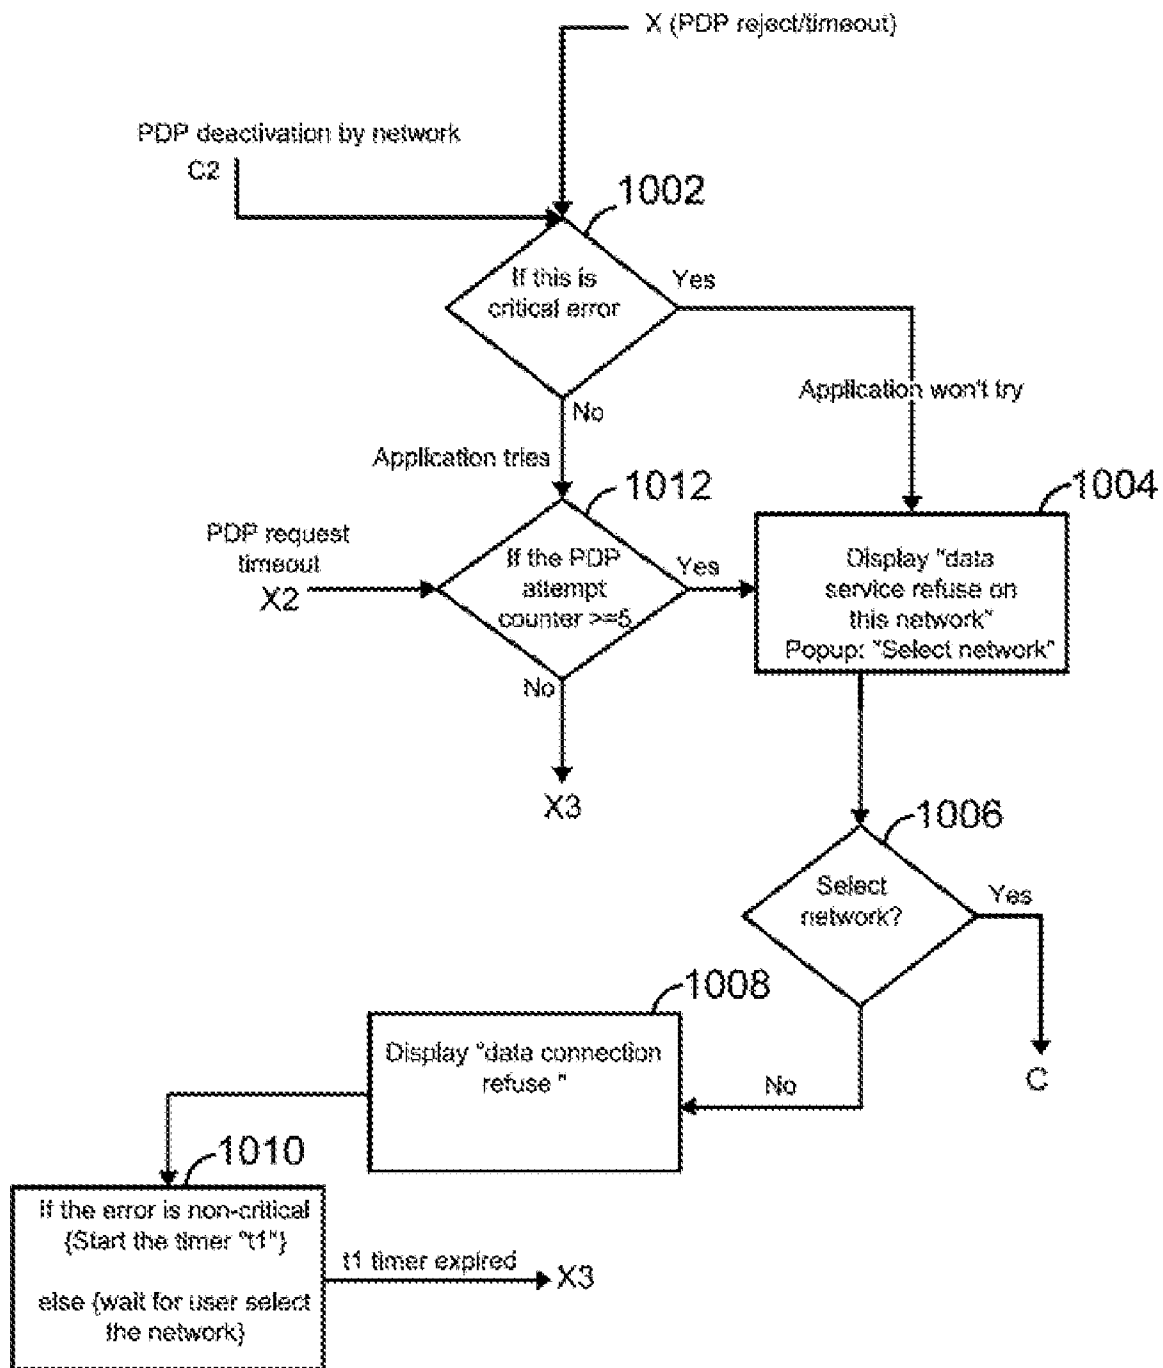 X (PDP reject/timeout)
PDP deactivation by network
C2
1002
If this is
critical error
Yes
Application won't try
No
Application tries
1012
1004
PDP request
timeout
X2
If the PDP
attempt
counter >=5
Yes
Display "data
service refuse on
this network"
Popup: "Select network"
No
X3
1006
Select
network?
Yes
C
1008
Display "data connection
refuse "
No
1010
If the error is non-critical
{Start the timer "t1"}
else {wait for user select
the network}
t1 timer expired
X3